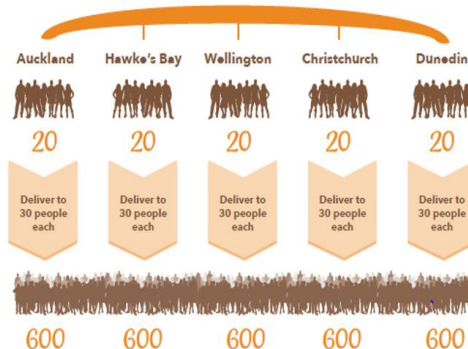 Auckland Hawke's Bay Wellington Christchurch Dunedin
20 20 20 20 20
Deliver to Deliver to Deliver to Deliver to Deliver to
30 people 30 people 30 people 30 people 30 people
each each each each each
600 600 600 600 600